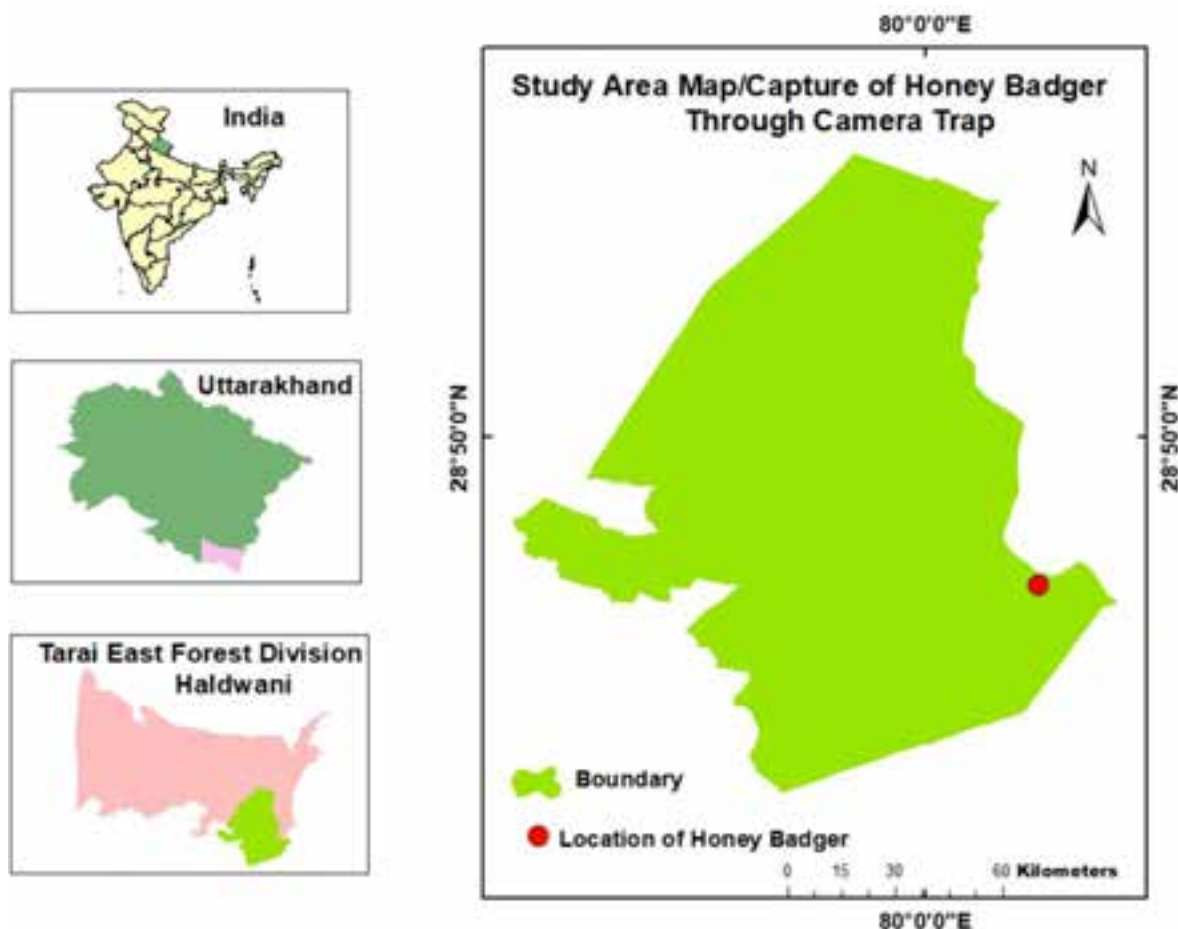 India
Uttarakhand
Tarai East Forest Division
Haldwani
80°0'0"E
Study Area Map/Capture of Honey Badger
Through Camera Trap
N
28°50'0"N
28°50'0"N
Boundary
Location of Honey Badger
0 15 30 60 Kilometers
80°0'0"E